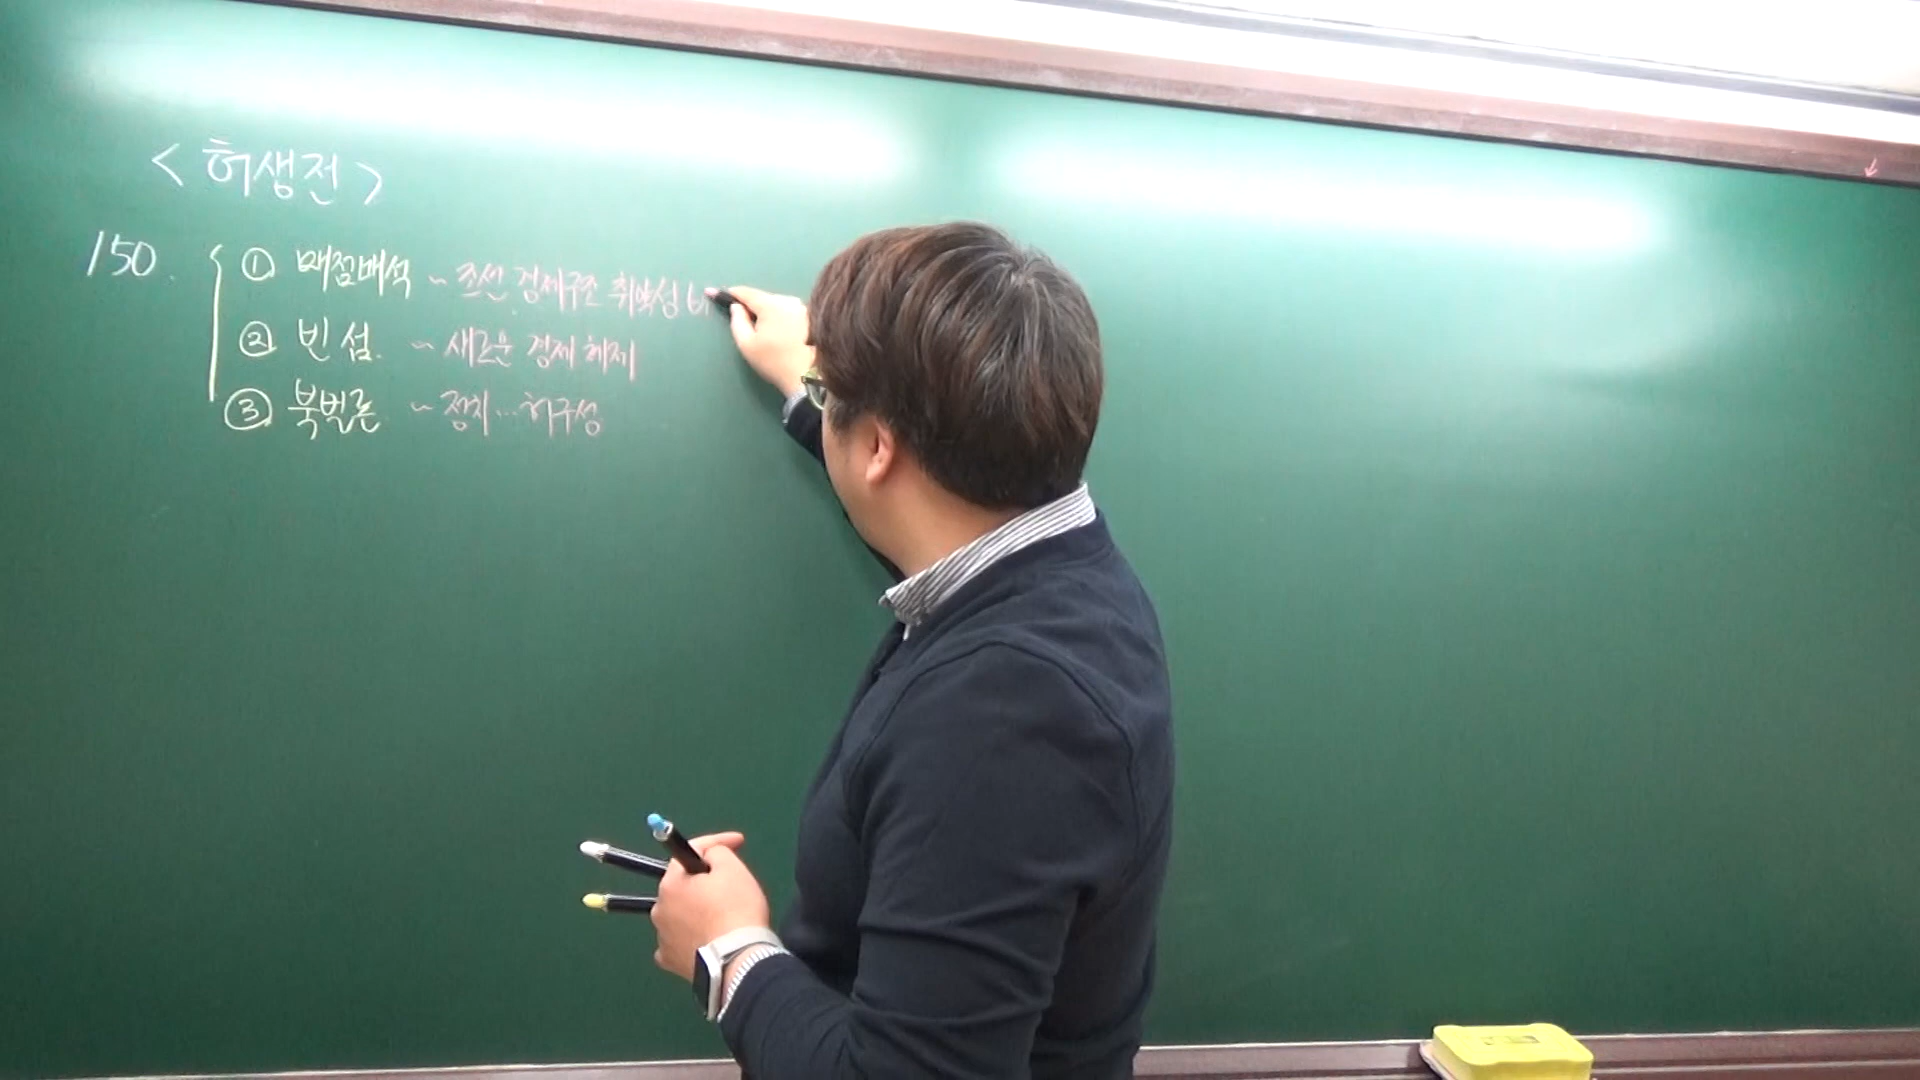 < 허생전 >
150. ① 매점매석 ~ 조선 경제구조 취약성 비
② 빈 섬. ~ 새로운 경제 체제
③ 북벌론 ~ 정치...허구성